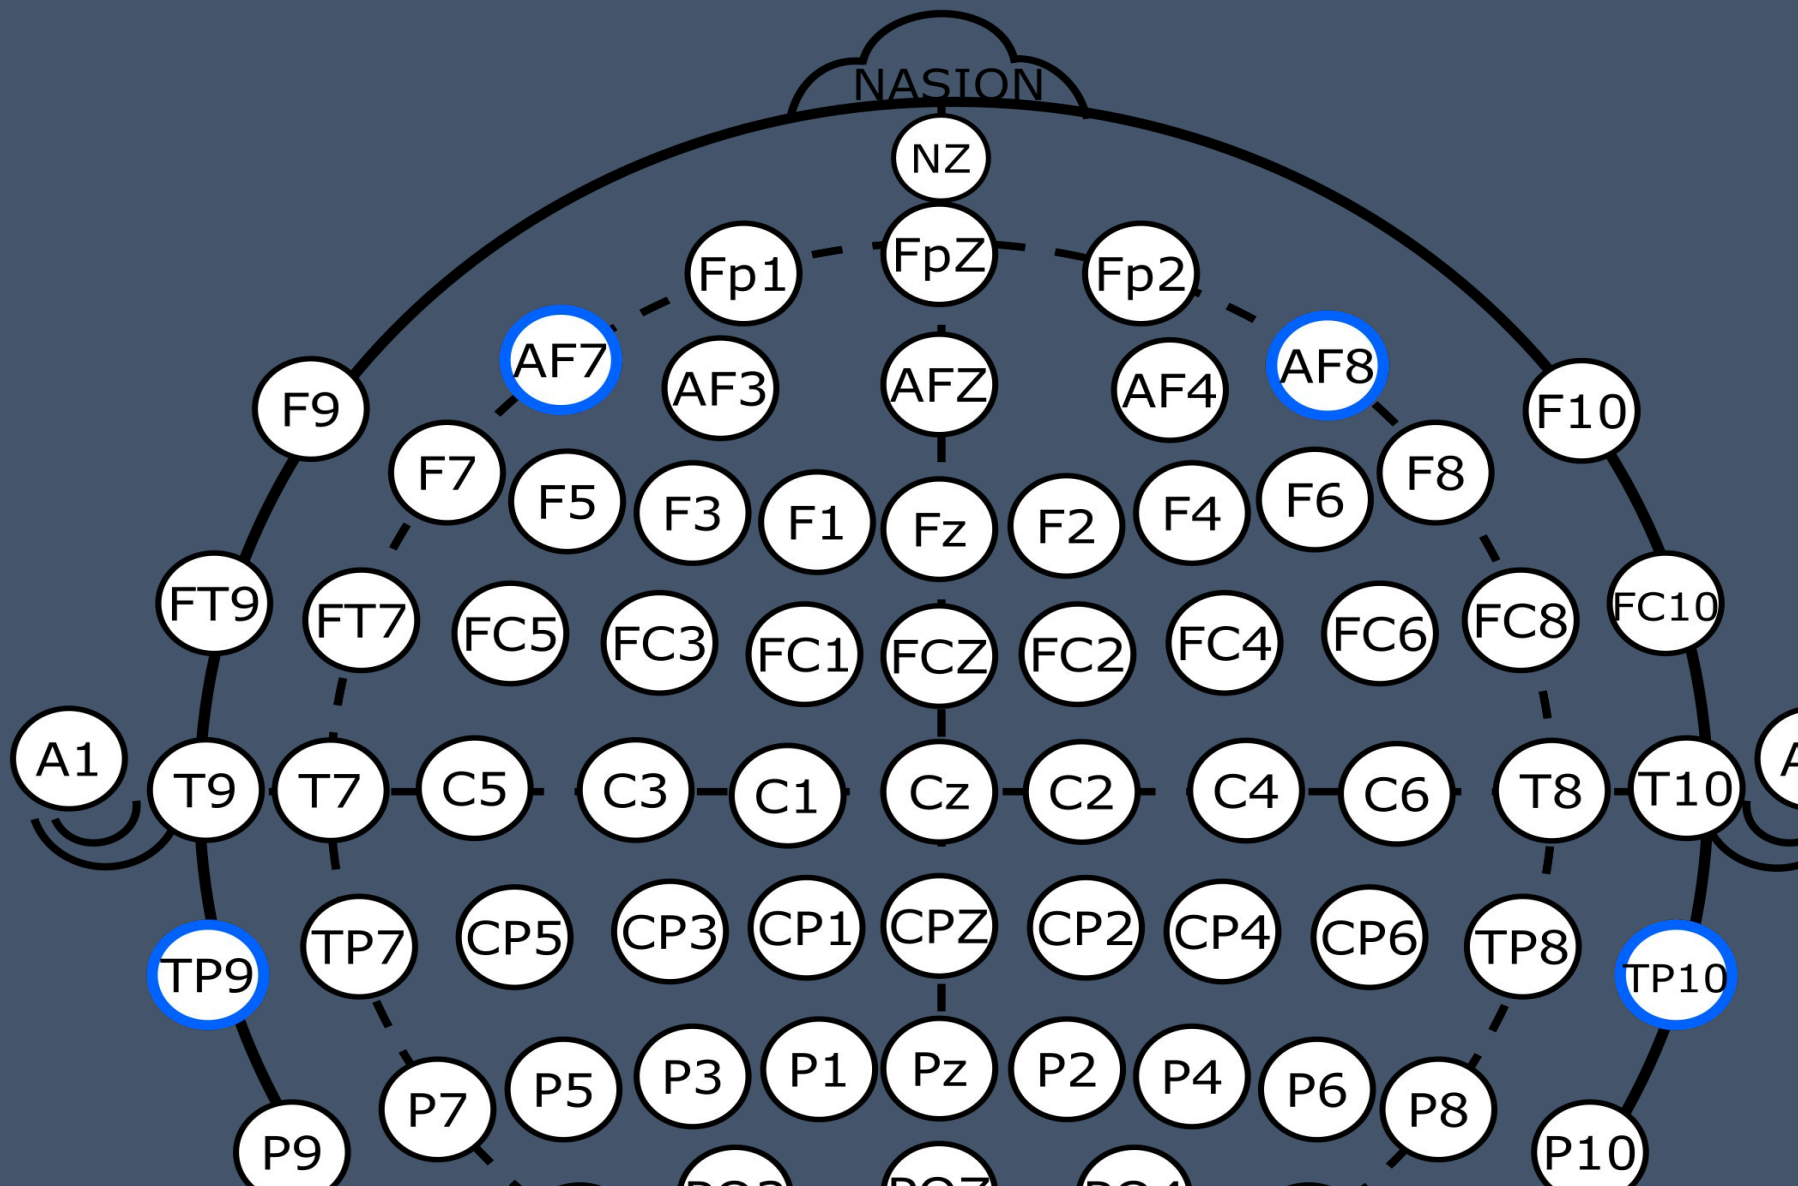 NASION
NZ
Fp1 FpZ Fp2
AF7 AF3 AFZ AF4 AF8
F9 F7 F5 F3 F1 Fz F2 F4 F6 F8 F10
FT9 FT7 FC5 FC3 FC1 FCZ FC2 FC4 FC6 FC8 FC10
A1 T9 T7 C5 C3 C1 Cz C2 C4 C6 T8 T10
TP9 TP7 CP5 CP3 CP1 CPZ CP2 CP4 CP6 TP8 TP10
P9 P7 P5 P3 P1 Pz P2 P4 P6 P8 P10